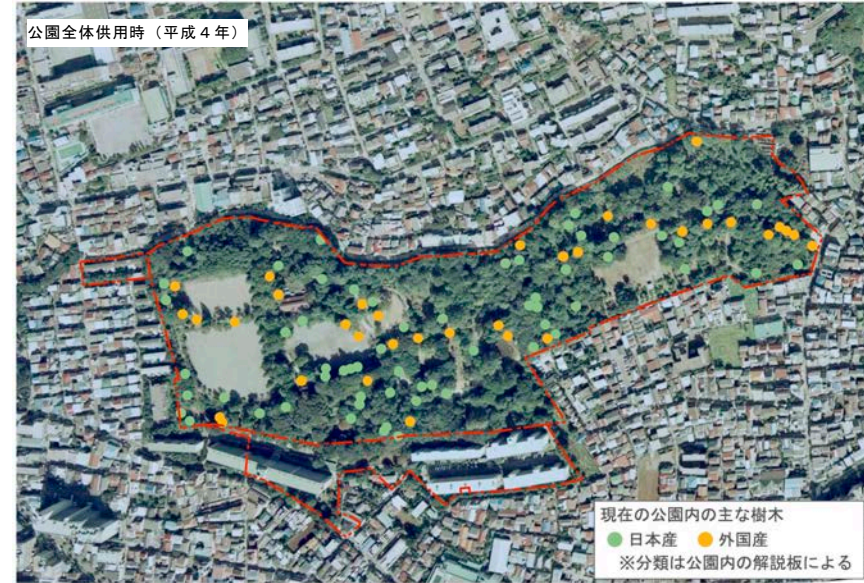 公園全体供用時（平成４年）
現在の公園内の主な樹木
日本産 外国産
※分類は公園内の解説板による